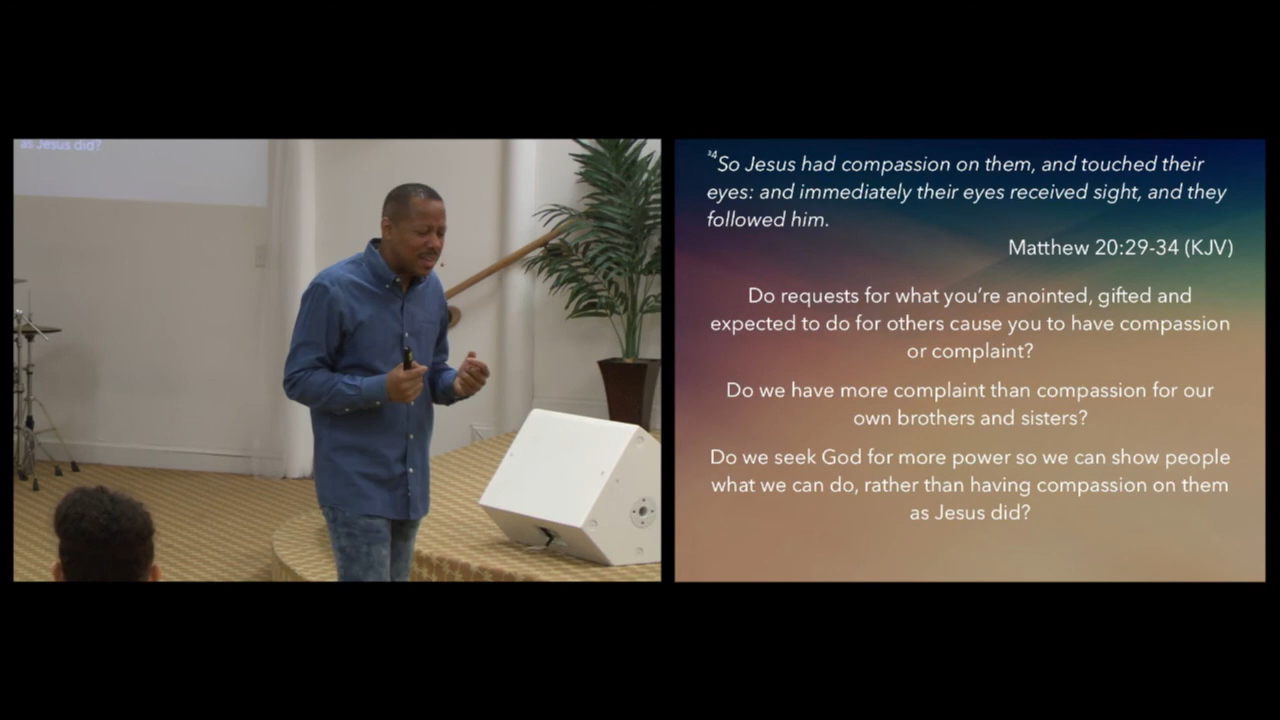 as Jesus did?
³⁴So Jesus had compassion on them, and touched their
eyes: and immediately their eyes received sight, and they
followed him.
Matthew 20:29-34 (KJV)
Do requests for what you’re anointed, gifted and
expected to do for others cause you to have compassion
or complaint?
Do we have more complaint than compassion for our
own brothers and sisters?
Do we seek God for more power so we can show people
what we can do, rather than having compassion on them
as Jesus did?